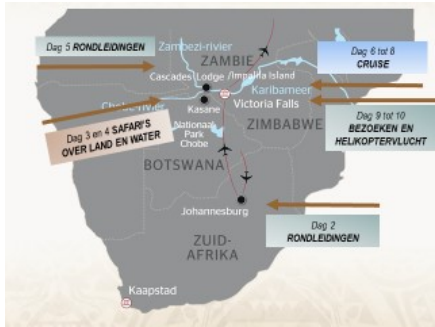 Dag 5 RONDLEIDINGEN
Zambezi-rivier
ZAMBIE
Dag 6 tot 8
CRUISE
Cascades Lodge / Impalila Island
Karibameer
Chobe-rivier
Kasane
Victoria Falls
Nationaal
Park
Chobe
ZIMBABWE
Dag 9 tot 10
BEZOEKEN EN
HELIKOPTERVLUCHT
Dag 3 en 4 SAFARI'S
OVER LAND EN WATER
BOTSWANA
Johannesburg
Dag 2
RONDLEIDINGEN
ZUID-
AFRIKA
Kaapstad